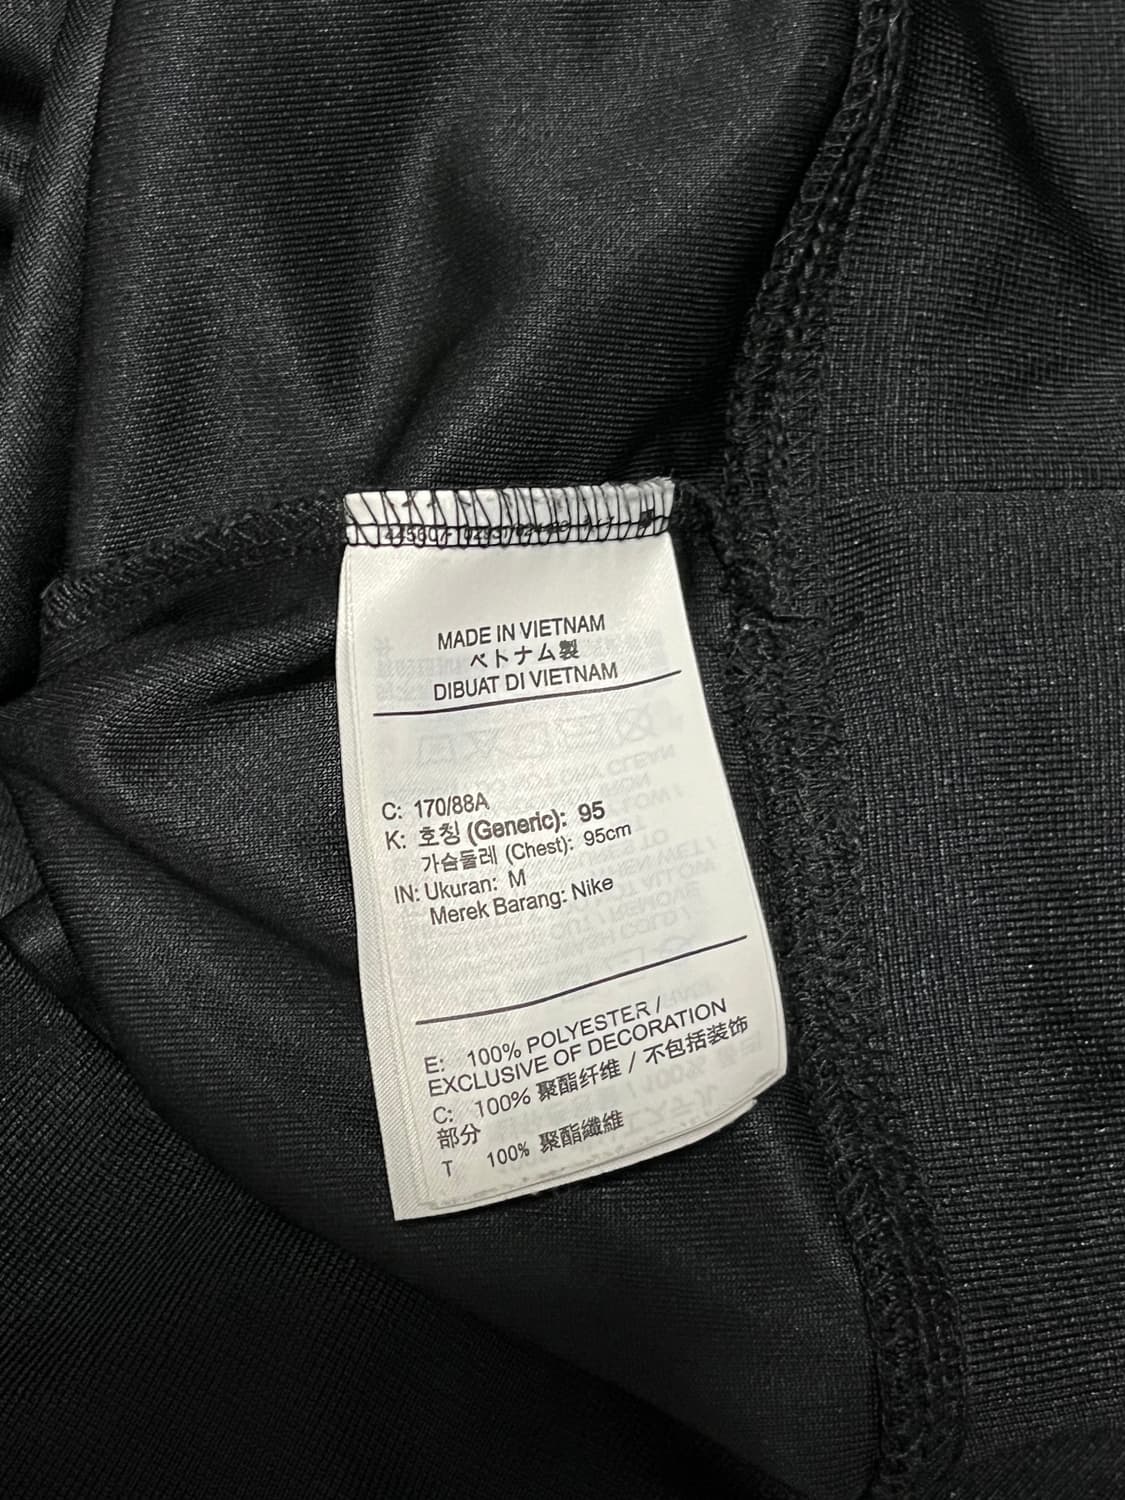 MADE IN VIETNAM
ベトナム製
DIBUAT DI VIETNAM
C: 170/88A
K: 호칭 (Generic): 95
가슴둘레 (Chest): 95cm
IN: Ukuran: M
Merek Barang: Nike
E: 100% POLYESTER /
EXCLUSIVE OF DECORATION
C: 100% 聚酯纤维 / 不包括装饰
部分
T 100% 聚酯纖維